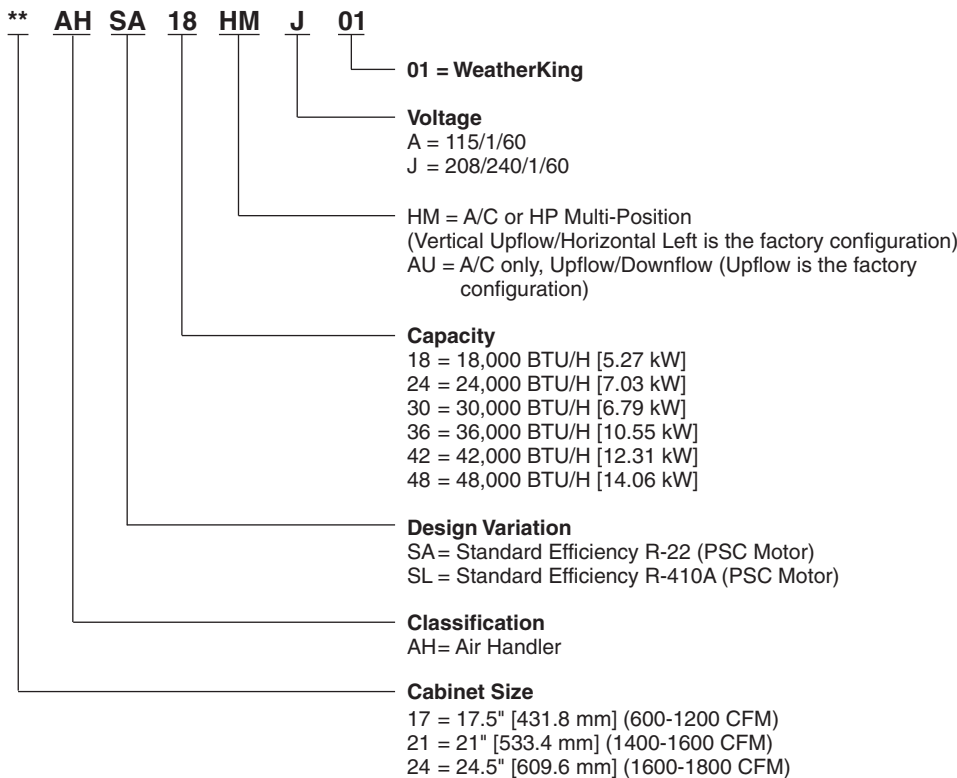 ** AH SA 18 HM J 01
01 = WeatherKing
Voltage
A = 115/1/60
J = 208/240/1/60
HM = A/C or HP Multi-Position
(Vertical Upflow/Horizontal Left is the factory configuration)
AU = A/C only, Upflow/Downflow (Upflow is the factory
configuration)
Capacity
18 = 18,000 BTU/H [5.27 kW]
24 = 24,000 BTU/H [7.03 kW]
30 = 30,000 BTU/H [6.79 kW]
36 = 36,000 BTU/H [10.55 kW]
42 = 42,000 BTU/H [12.31 kW]
48 = 48,000 BTU/H [14.06 kW]
Design Variation
SA= Standard Efficiency R-22 (PSC Motor)
SL = Standard Efficiency R-410A (PSC Motor)
Classification
AH= Air Handler
Cabinet Size
17 = 17.5" [431.8 mm] (600-1200 CFM)
21 = 21" [533.4 mm] (1400-1600 CFM)
24 = 24.5" [609.6 mm] (1600-1800 CFM)